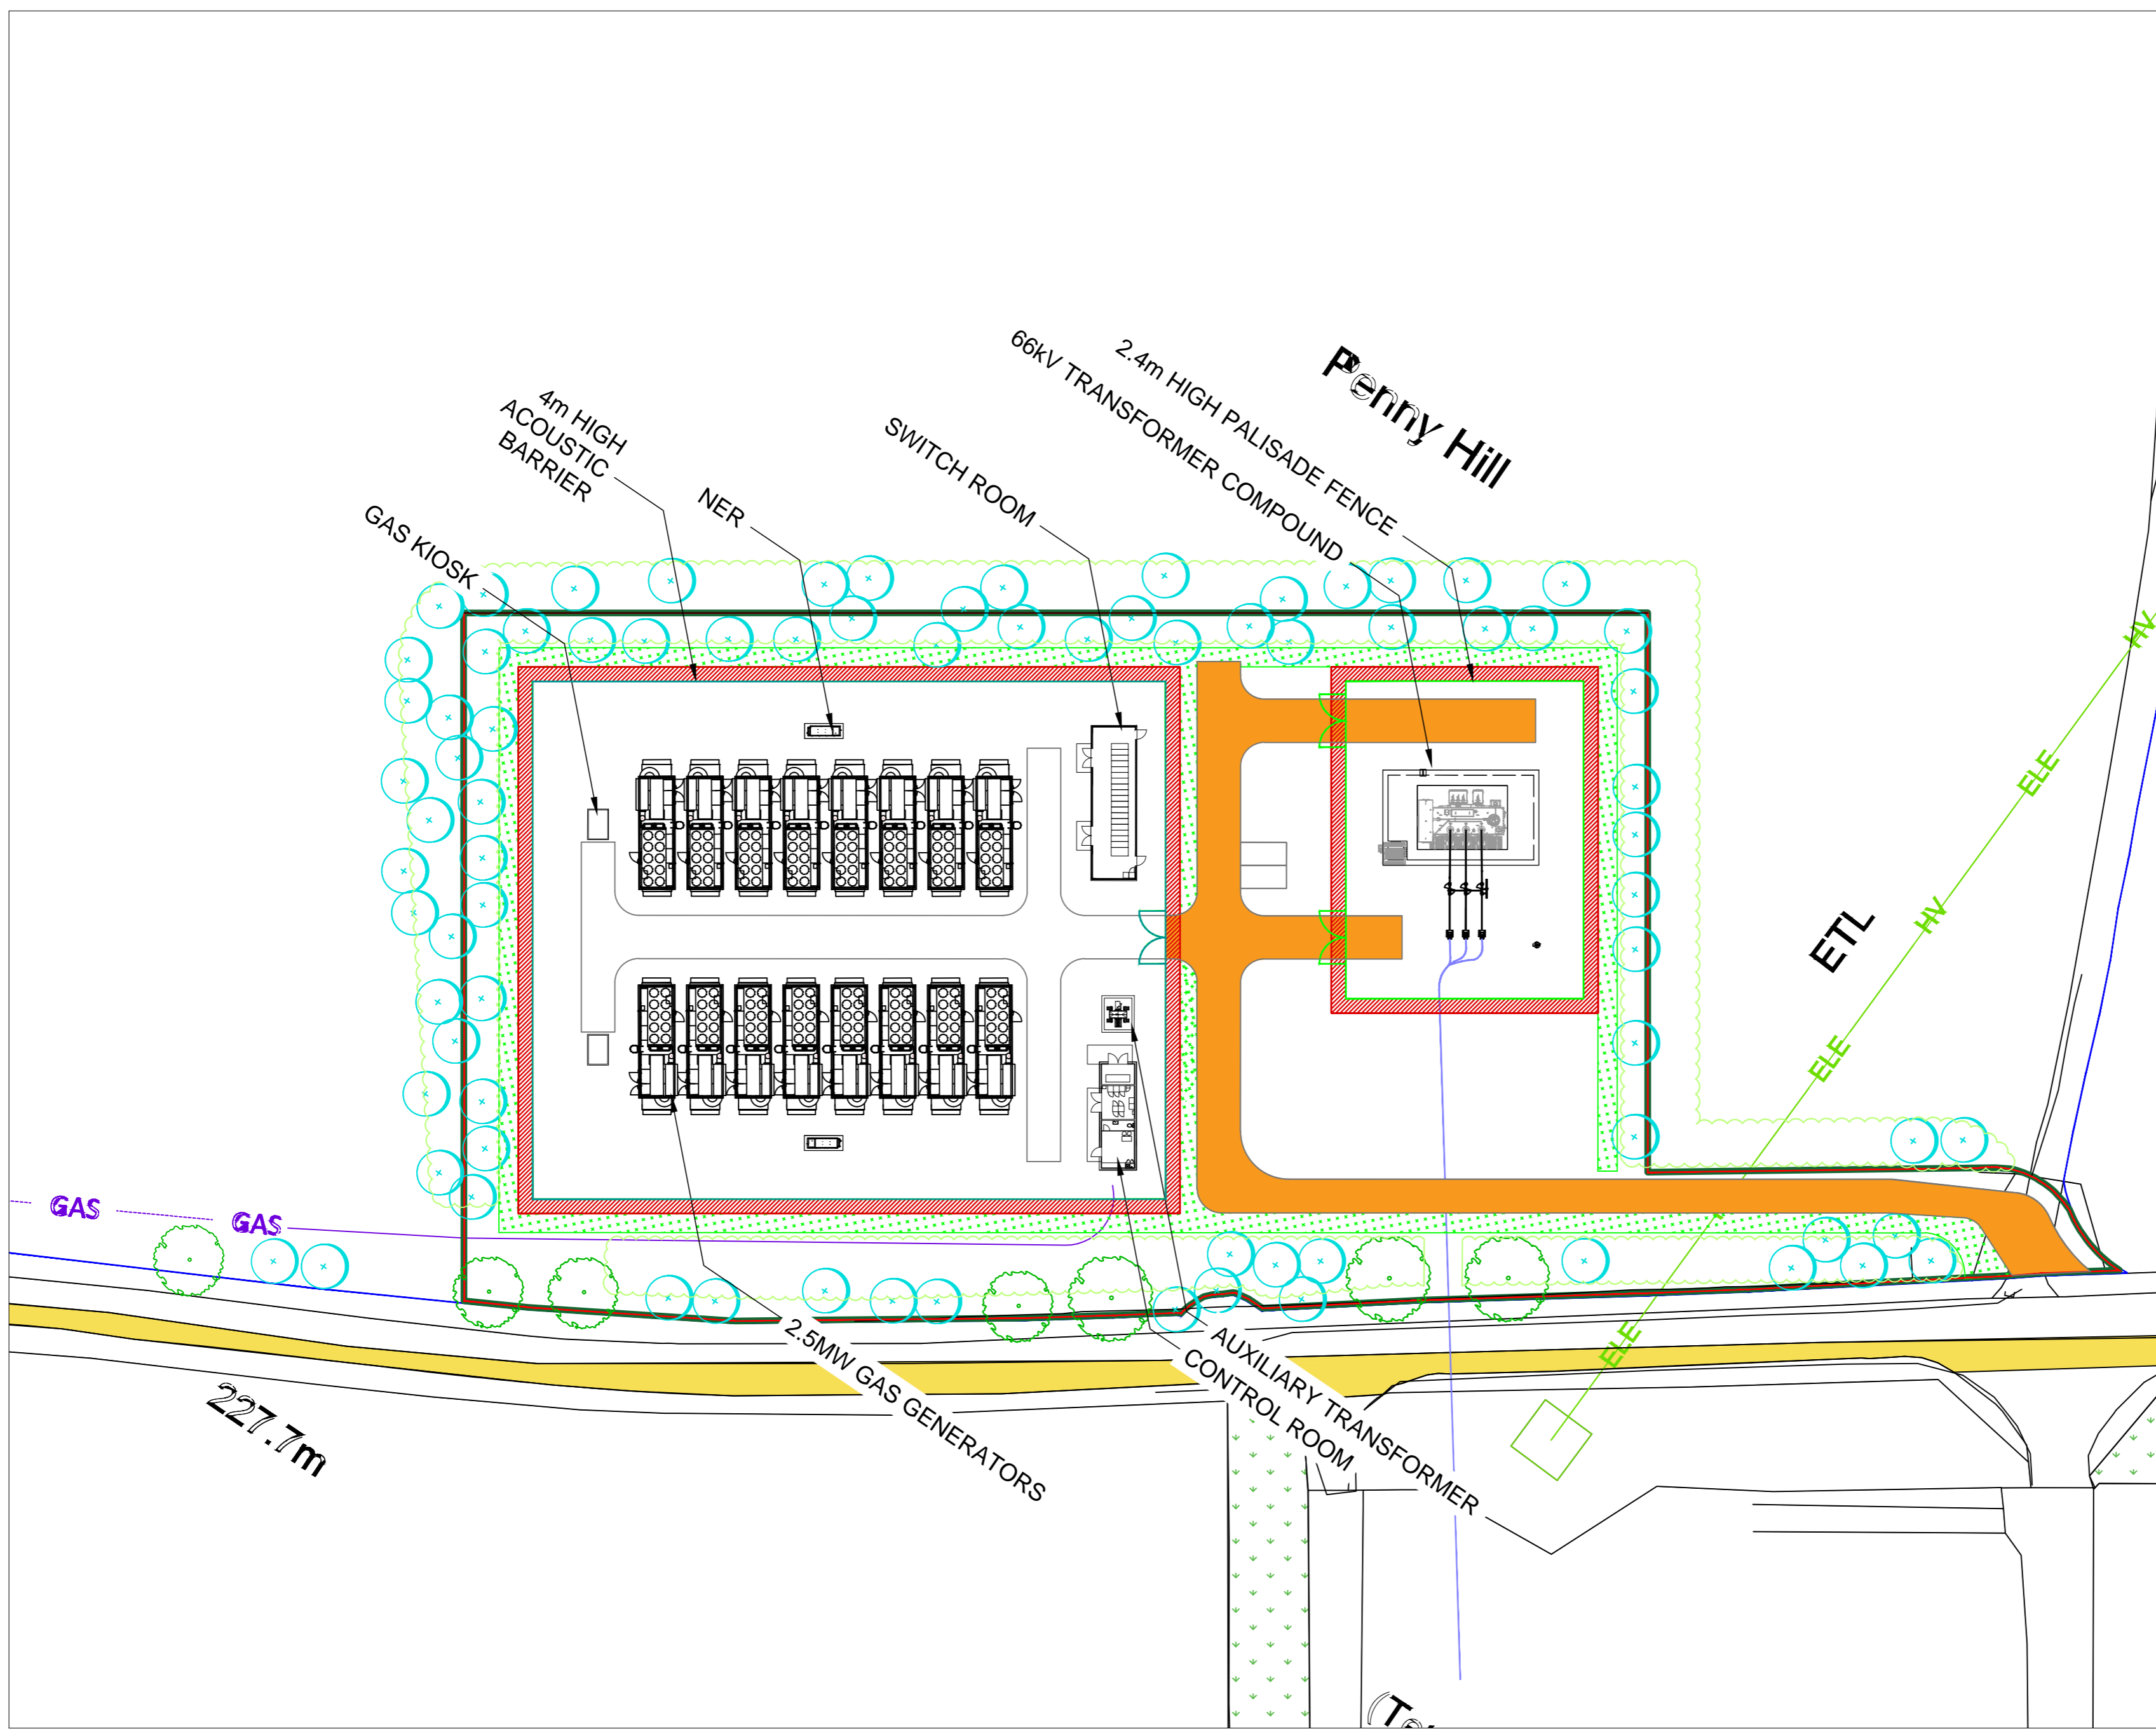 Penny Hill
2.4m HIGH PALISADE FENCE
66kV TRANSFORMER COMPOUND
SWITCH ROOM
4m HIGH
ACOUSTIC
BARRIER
NER
GAS KIOSK
HV
ELE
HV
ETL
ELE
ELE
GAS
GAS
227.7m
2.5MW GAS GENERATORS
AUXILIARY TRANSFORMER
CONTROL ROOM